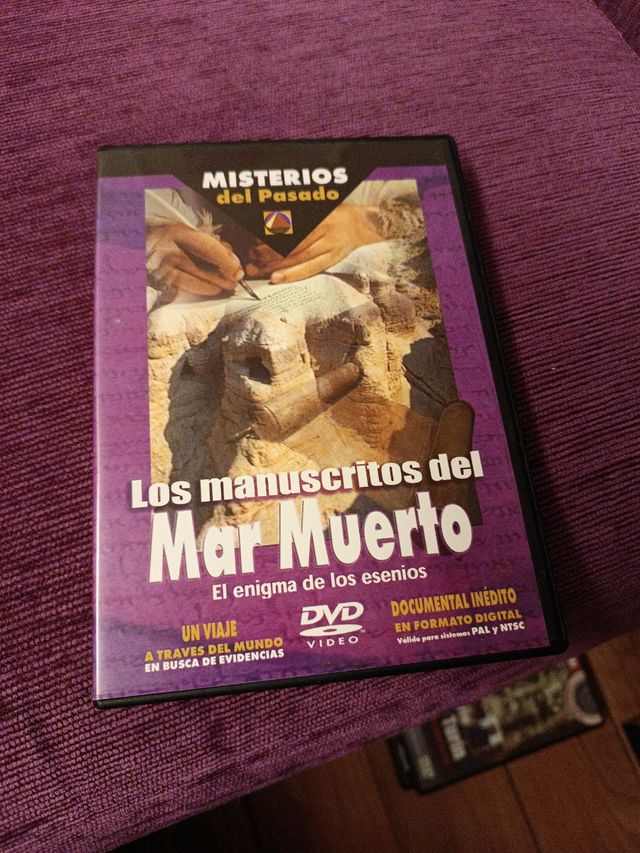 MISTERIOS
del Pasado
Los manuscritos del
Mar Muerto
El enigma de los esenios
UN VIAJE
A TRAVES DEL MUNDO
EN BUSCA DE EVIDENCIAS
DVD
VIDEO
DOCUMENTAL INÉDITO
EN FORMATO DIGITAL
Válido para sistemas PAL y NTSC